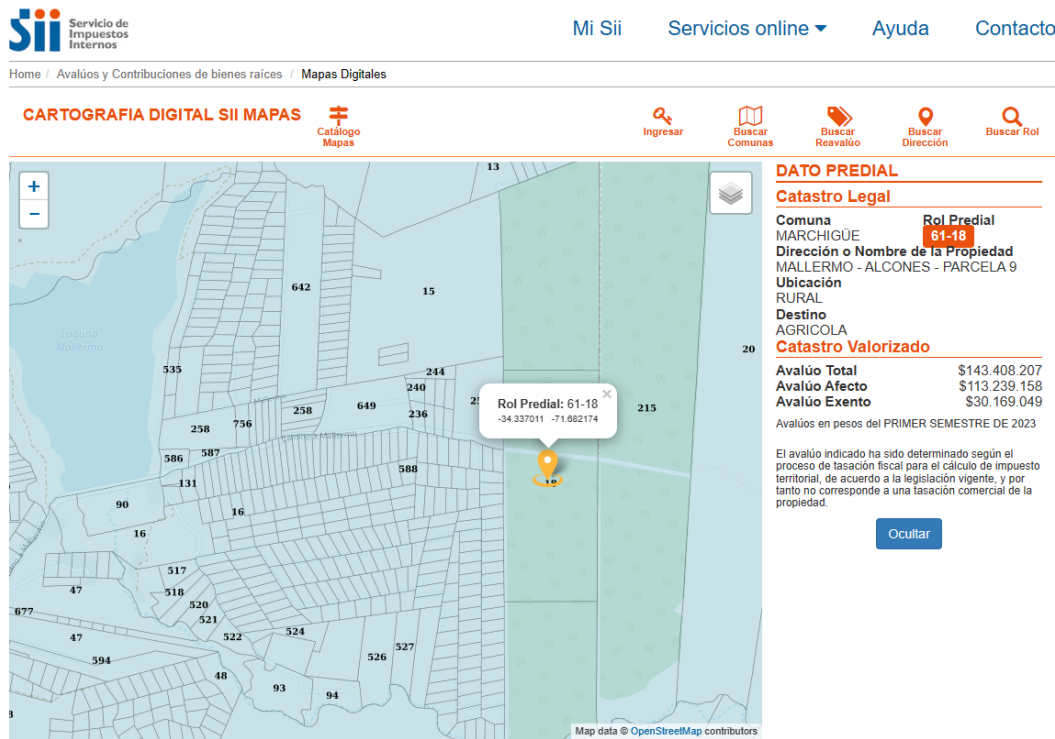 Sii Servicio de
Impuestos
Internos
Mi Sii Servicios online Ayuda Contacto
Home / Avalúos y Contribuciones de bienes raíces / Mapas Digitales
CARTOGRAFIA DIGITAL SII MAPAS
Catálogo
Mapas
Ingresar
Buscar
Comunas
Buscar
Reavalúo
Buscar
Dirección
Buscar Rol
+
−
13
642
15
Laguna
Mallermo
20
535
244
240
258
649
236
215
756
258
Rol Predial: 61-18 ×
-34.337011 -71.682174
586
587
588
131
18
90
16
16
517
47
518
520
677
521
522
524
47
527
594
526
48
93
94
Map data © OpenStreetMap contributors
DATO PREDIAL
Catastro Legal
Comuna Rol Predial
MARCHIGÜE 61-18
Dirección o Nombre de la Propiedad
MALLERMO - ALCONES - PARCELA 9
Ubicación
RURAL
Destino
AGRICOLA
Catastro Valorizado
Avalúo Total $143.408.207
Avalúo Afecto $113.239.158
Avalúo Exento $30.169.049
Avalúos en pesos del PRIMER SEMESTRE DE 2023
El avalúo indicado ha sido determinado según el
proceso de tasación fiscal para el cálculo de impuesto
territorial, de acuerdo a la legislación vigente, y por
tanto no corresponde a una tasación comercial de la
propiedad.
Ocultar